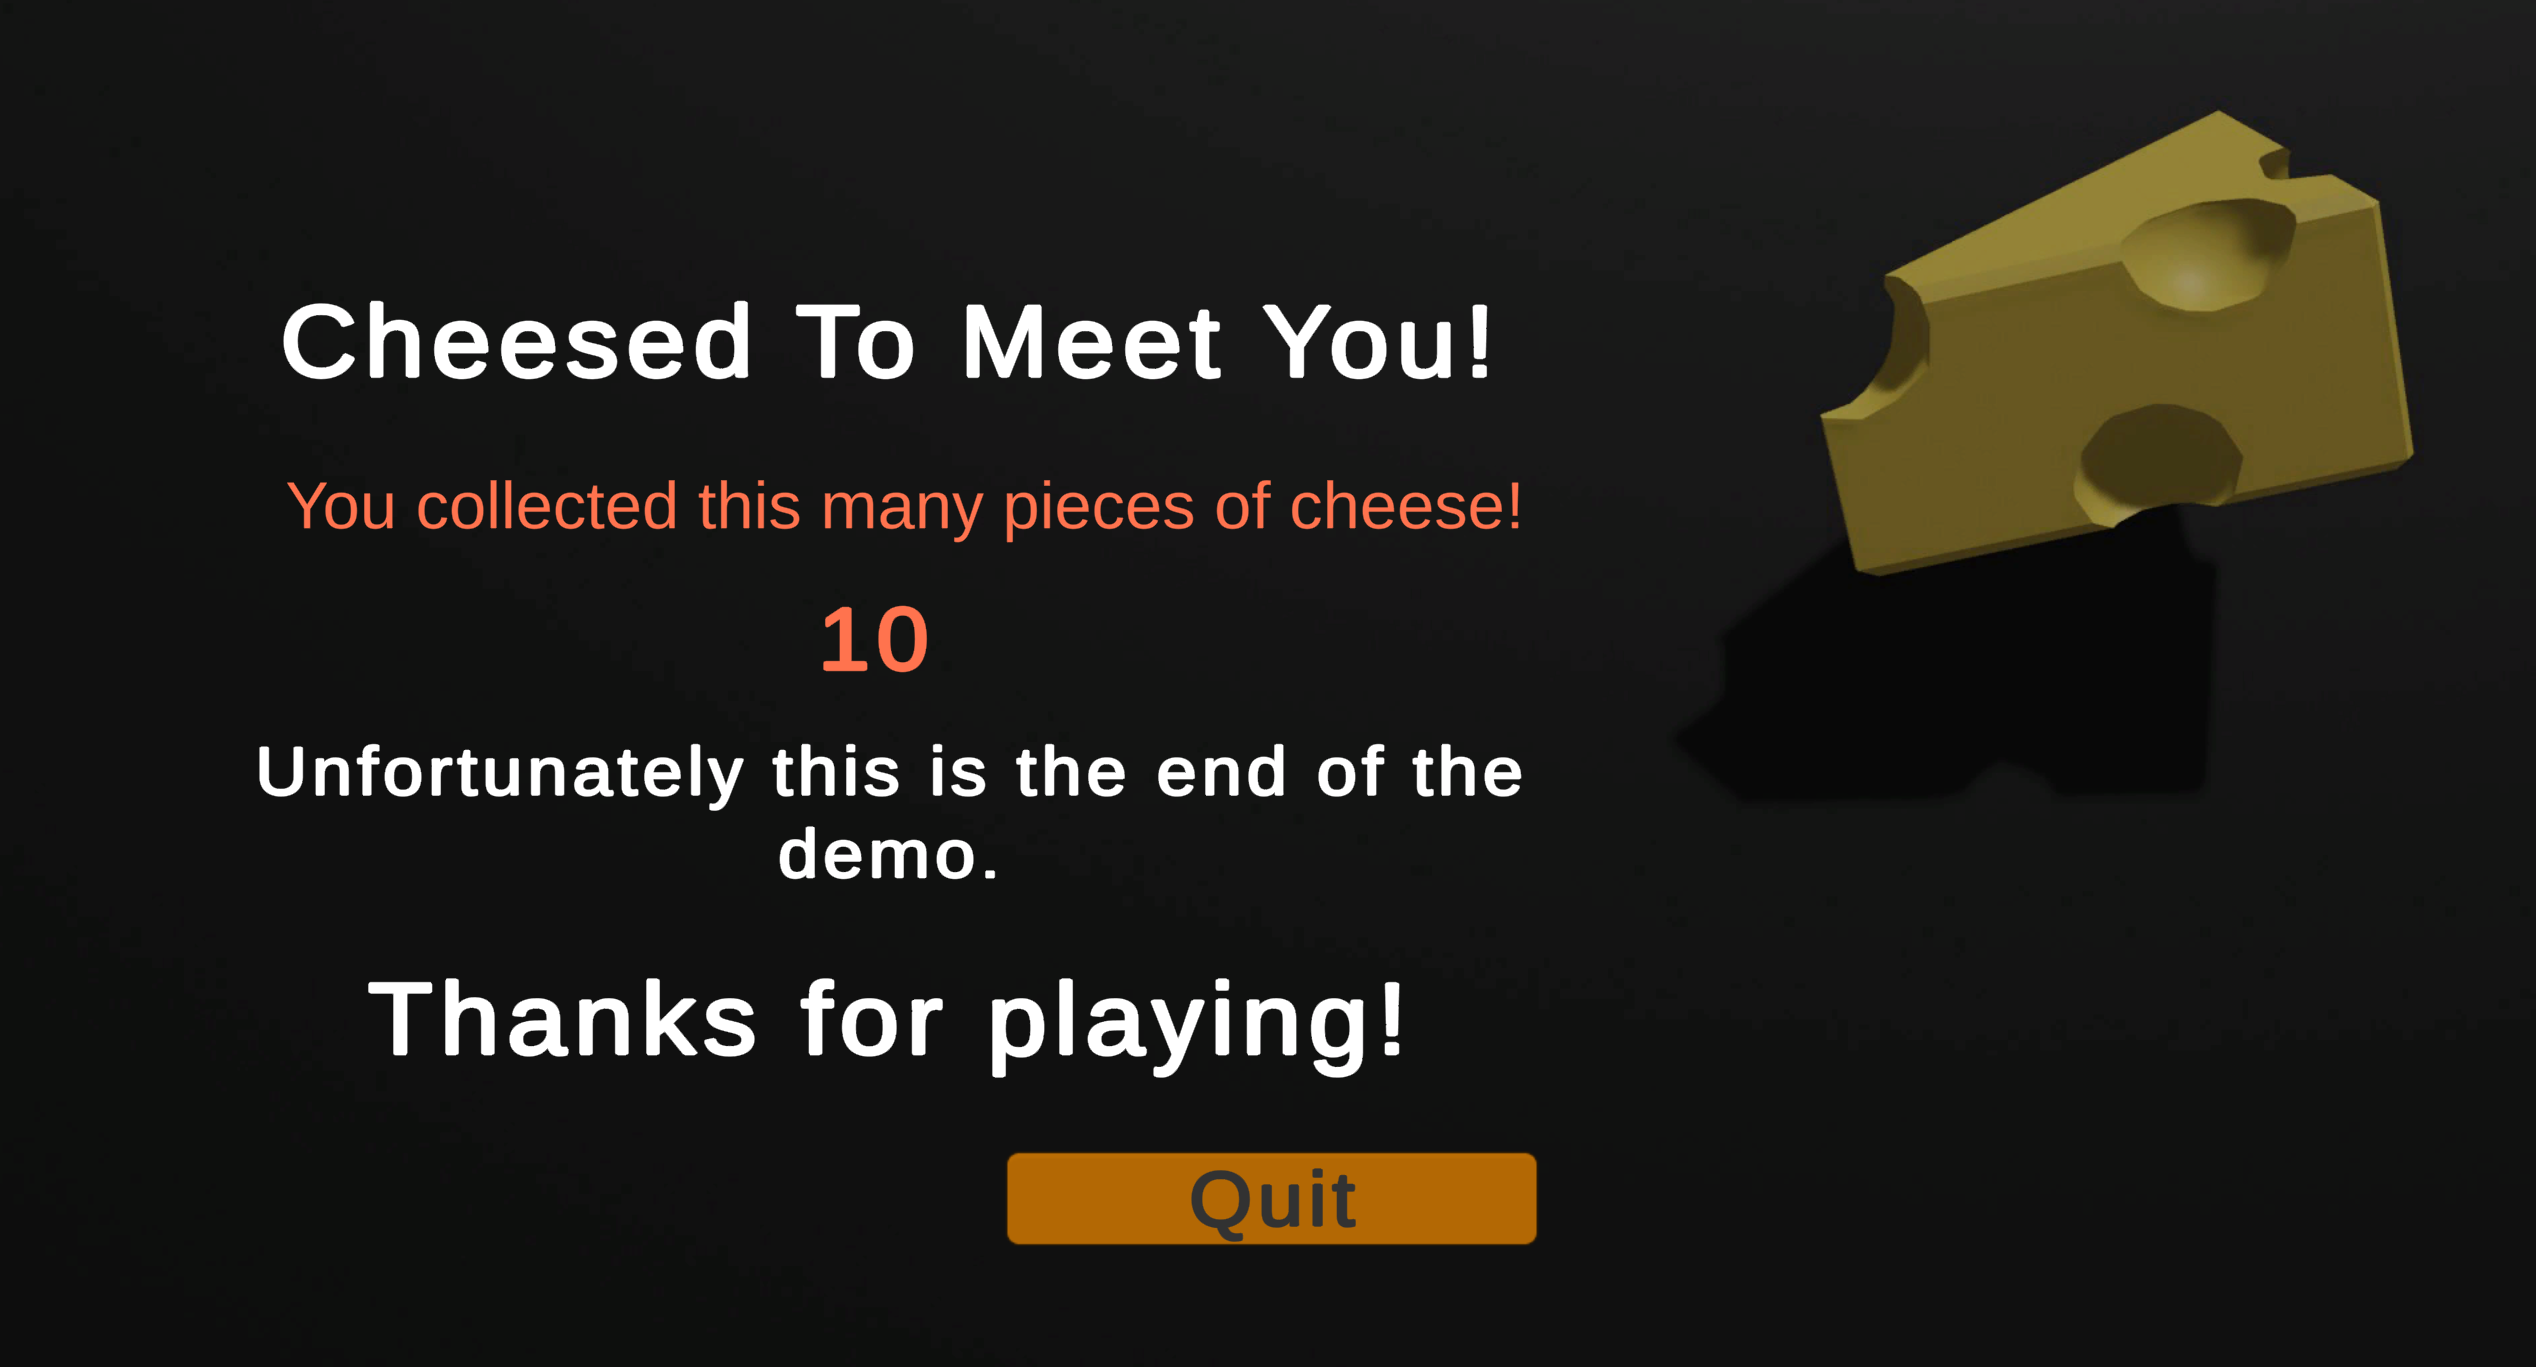 Cheesed To Meet You!
You collected this many pieces of cheese!
10
Unfortunately this is the end of the
demo.
Thanks for playing!
Quit